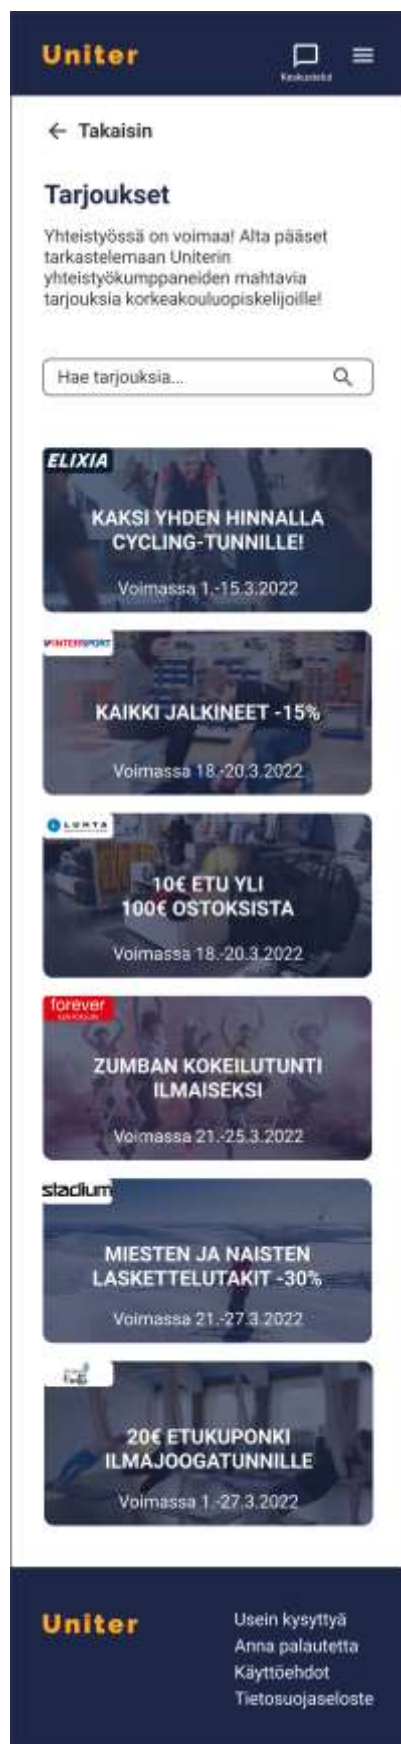 Uniter
Keskustelut
Takaisin
Tarjoukset
Yhteistyössä on voimaa! Alta pääset
tarkastelemaan Uniterin
yhteistyökumppaneiden mahtavia
tarjouksia korkeakouluopiskelijoille!
Hae tarjouksia...
ELIXIA
KAKSI YHDEN HINNALLA
CYCLING-TUNNILLE!
Voimassa 1.-15.3.2022
INTERSPORT
KAIKKI JALKINEET -15%
Voimassa 18.-20.3.2022
LUHTA
10€ ETU YLI
100€ OSTOKSISTA
Voimassa 18.-20.3.2022
forever
ZUMBAN KOKEILUTUNTI
ILMAISEKSI
Voimassa 21.-25.3.2022
stadium
MIESTEN JA NAISTEN
LASKETTELUTAKIT -30%
Voimassa 21.-27.3.2022
20€ ETUKUPONKI
ILMAJOOGATUNNILLE
Voimassa 1.-27.3.2022
Uniter
Usein kysyttyä
Anna palautetta
Käyttöehdot
Tietosuojaseloste